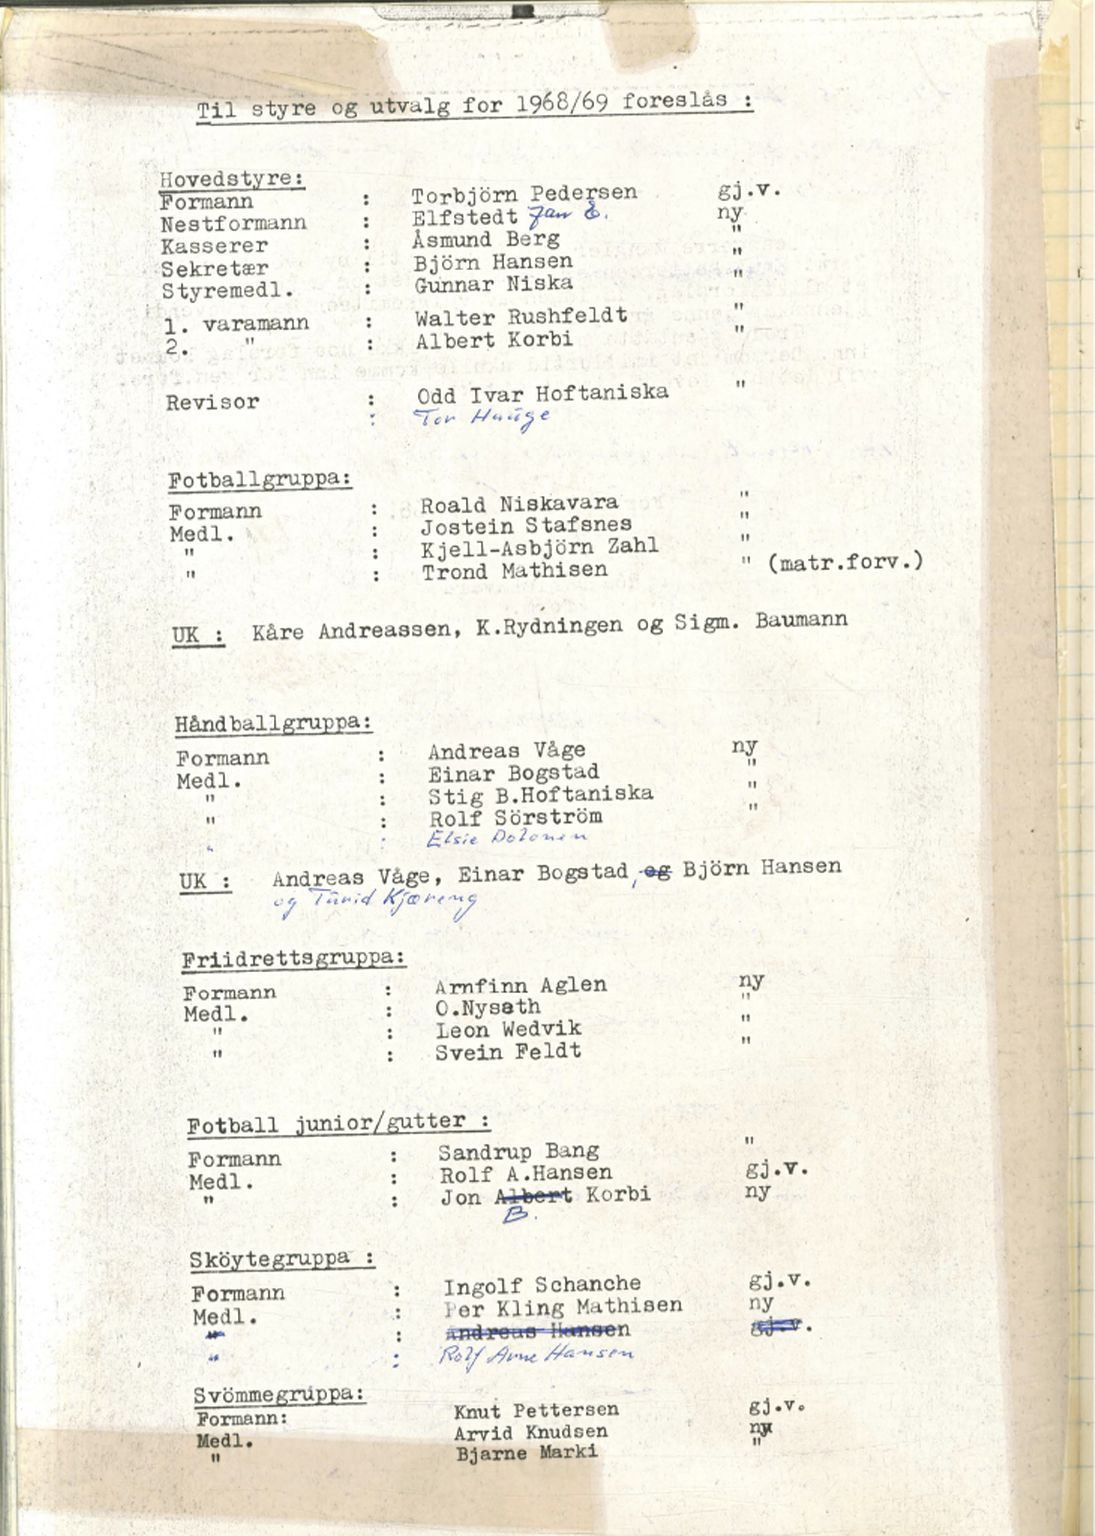 Til styre og utvalg for 1968/69 foreslås :
Hovedstyre:
Formann : Torbjörn Pedersen gj.v.
Nestformann : Elfstedt Jan E. ny
Kasserer : Åsmund Berg "
Sekretær : Björn Hansen "
Styremedl. : Gunnar Niska "
1. varamann : Walter Rushfeldt "
2. " : Albert Korbi "
Revisor : Odd Ivar Hoftaniska "
: Tor Hauge
Fotballgruppa:
Formann : Roald Niskavara "
Medl. : Jostein Stafsnes "
" : Kjell-Asbjörn Zahl "
" : Trond Mathisen " (matr.forv.)
UK : Kåre Andreassen, K.Rydningen og Sigm. Baumann
Håndballgruppa:
Formann : Andreas Våge ny
Medl. : Einar Bogstad "
" : Stig B.Hoftaniska "
" : Rolf Sörström "
" : Elsie Dolonen
UK : Andreas Våge, Einar Bogstad, og Björn Hansen
og Turid Kjæreng
Friidrettsgruppa:
Formann : Arnfinn Aglen ny
Medl. : O.Nysæth "
" : Leon Wedvik "
" : Svein Feldt "
Fotball junior/gutter :
Formann : Sandrup Bang "
Medl. : Rolf A.Hansen gj.v.
" : Jon Albert Korbi ny
B.
Sköytegruppa :
Formann : Ingolf Schanche gj.v.
Medl. : Per Kling Mathisen ny
" : Andreas Hansen gj.v.
" : Rolf Arne Hansen
Svömmegruppa:
Formann: Knut Pettersen gj.v.
Medl. Arvid Knudsen ny
" Bjarne Marki "